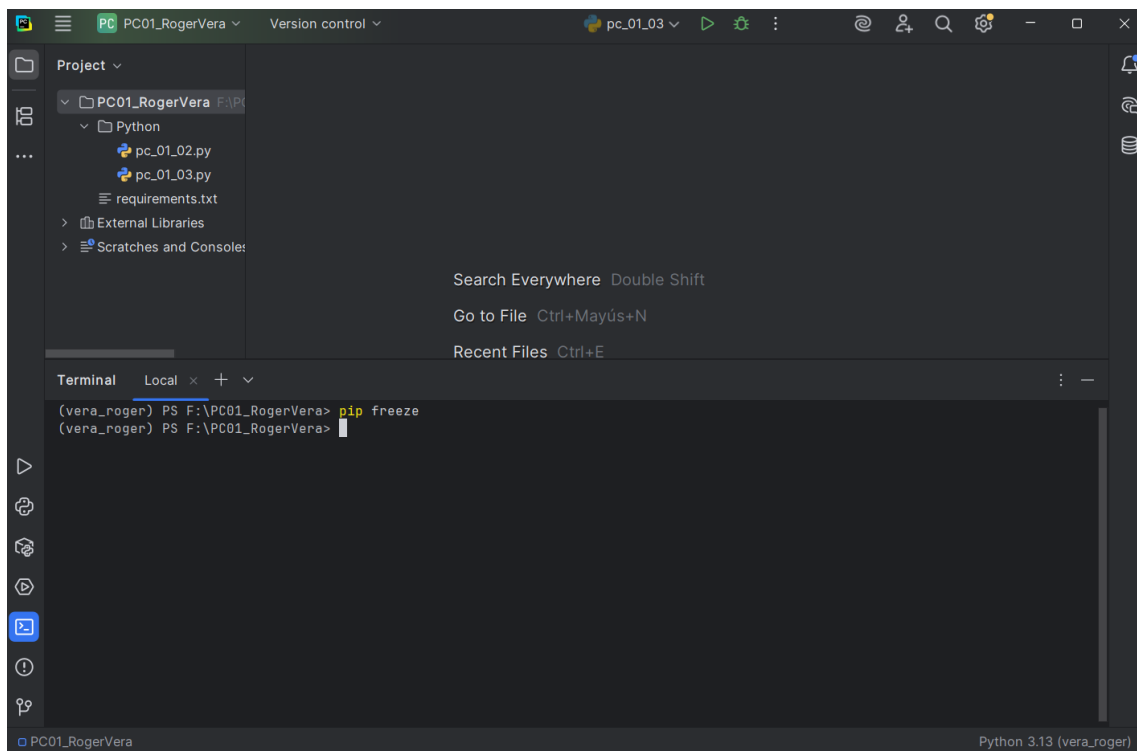 PC PC01_RogerVera Version control pc_01_03
Project
PC01_RogerVera F:\PC
Python
pc_01_02.py
pc_01_03.py
requirements.txt
External Libraries
Scratches and Consoles
Search Everywhere Double Shift
Go to File Ctrl+Mayús+N
Recent Files Ctrl+E
Terminal Local
(vera_roger) PS F:\PC01_RogerVera> pip freeze
(vera_roger) PS F:\PC01_RogerVera>
PC01_RogerVera Python 3.13 (vera_roger)